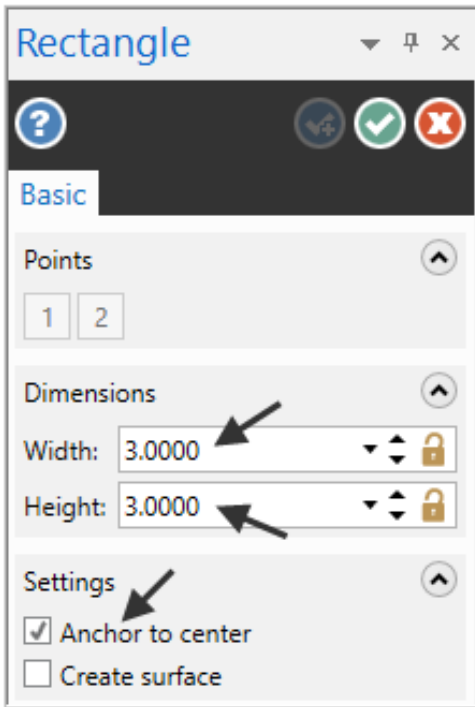 Rectangle
?
Basic
Points
1 2
Dimensions
Width: 3.0000
Height: 3.0000
Settings
Anchor to center
Create surface